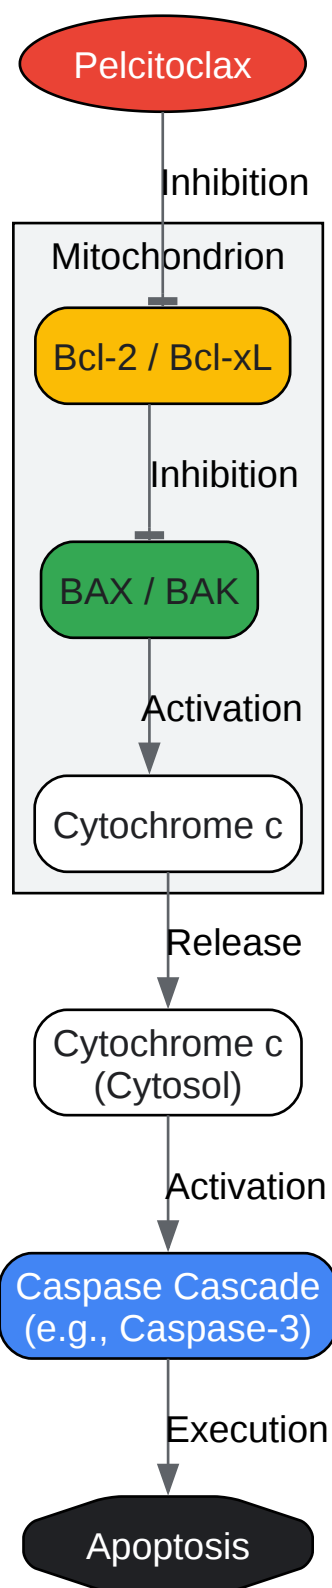 Pelcitoclax
Inhibition
Mitochondrion
Bcl-2 / Bcl-xL
Inhibition
BAX / BAK
Activation
Cytochrome c
Release
Cytochrome c
(Cytosol)
Activation
Caspase Cascade
(e.g., Caspase-3)
Execution
Apoptosis